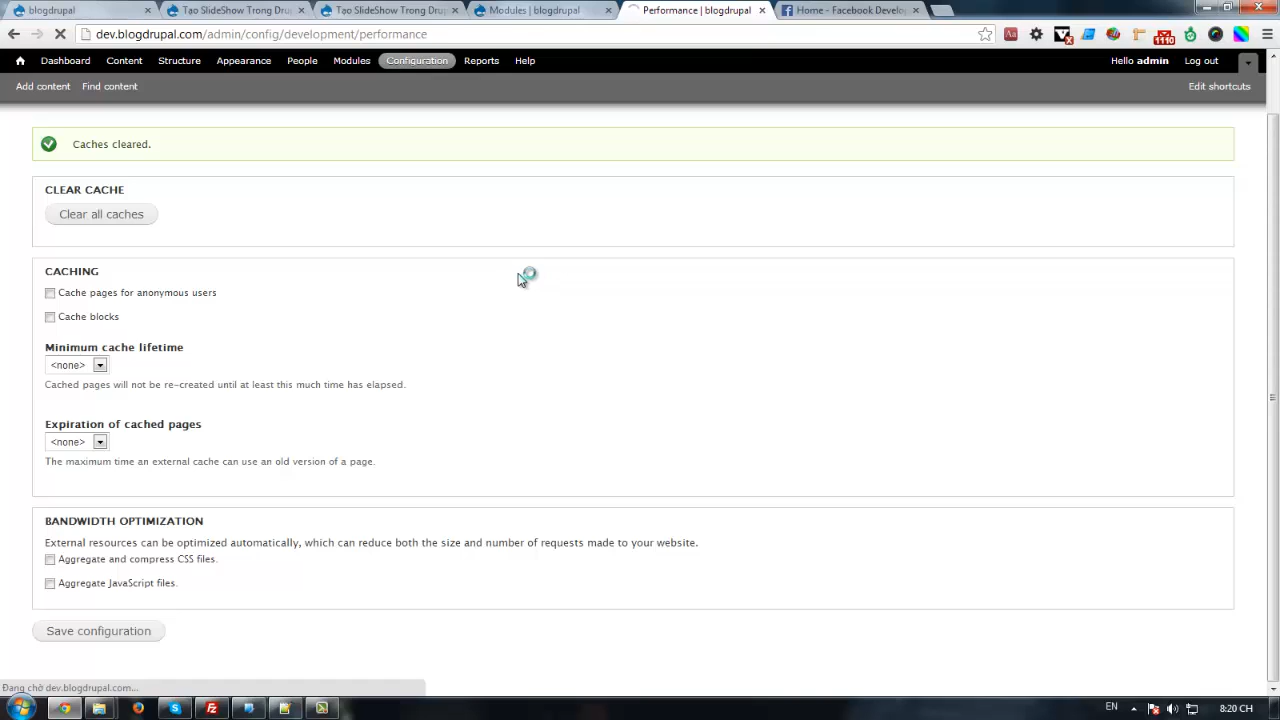 blogdrupal
Tạo SlideShow Trong Dru
Tạo SlideShow Trong Dru
Modules | blogdrupal
Performance | blogdrupal
Home - Facebook Develo
dev.blogdrupal.com/admin/config/development/performance
1110
Dashboard Content Structure Appearance People Modules Configuration Reports Help Hello admin Log out
Add content Find content Edit shortcuts
Caches cleared.
CLEAR CACHE
Clear all caches
CACHING
Cache pages for anonymous users
Cache blocks
Minimum cache lifetime
<none>
Cached pages will not be re-created until at least this much time has elapsed.
Expiration of cached pages
<none>
The maximum time an external cache can use an old version of a page.
BANDWIDTH OPTIMIZATION
External resources can be optimized automatically, which can reduce both the size and number of requests made to your website.
Aggregate and compress CSS files.
Aggregate JavaScript files.
Save configuration
Đang chờ dev.blogdrupal.com...
EN 8:20 CH